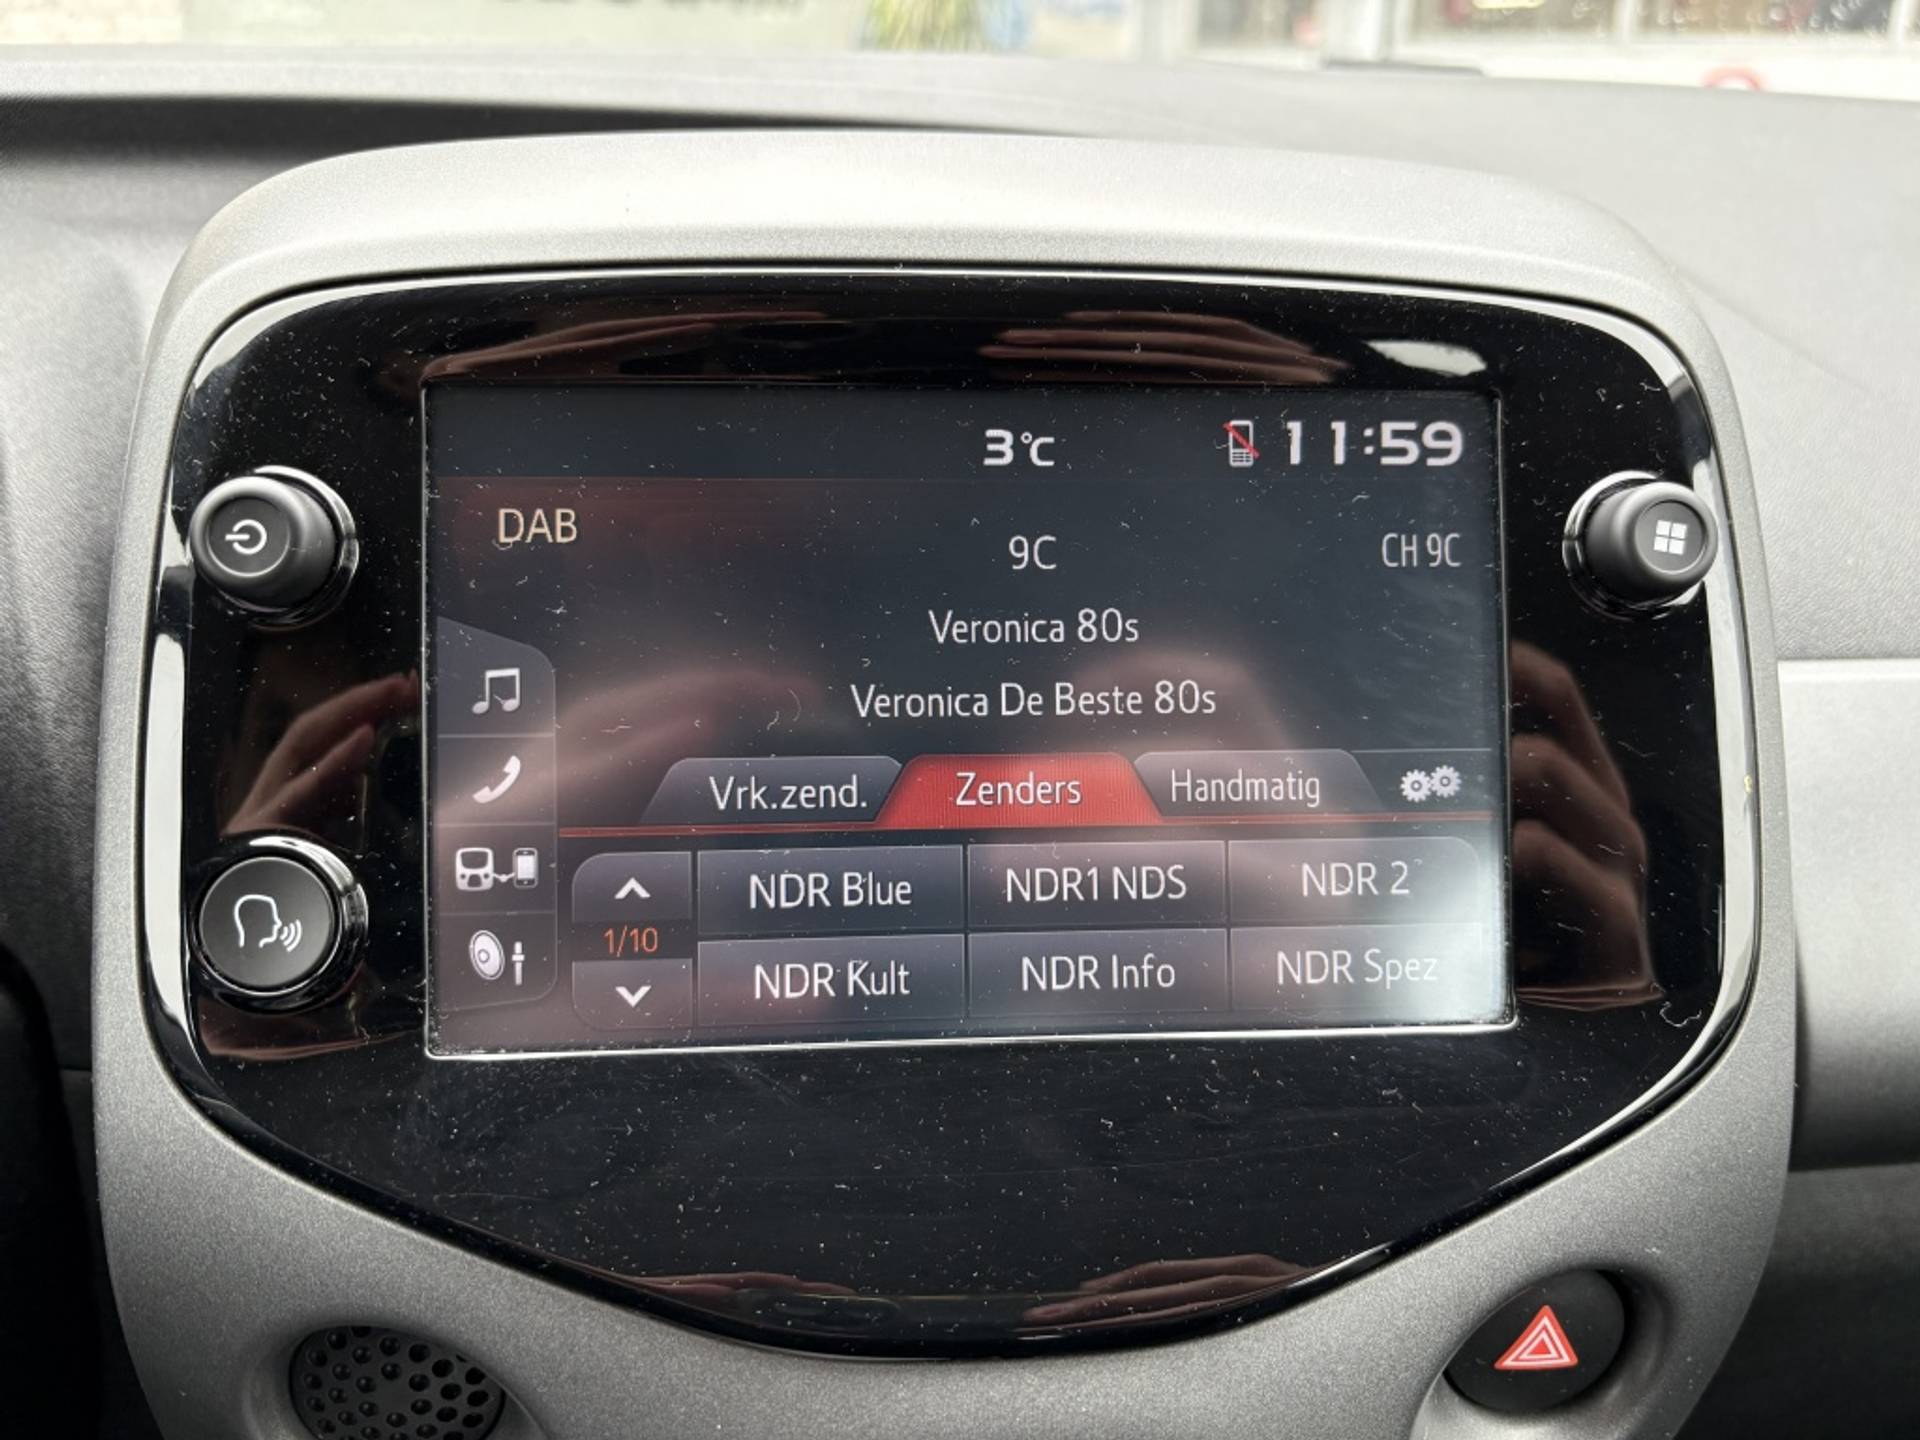 3°C 11:59
DAB
9C CH 9C
Veronica 80s
Veronica De Beste 80s
Vrk.zend. Zenders Handmatig
NDR Blue NDR1 NDS NDR 2
1/10
NDR Kult NDR Info NDR Spez